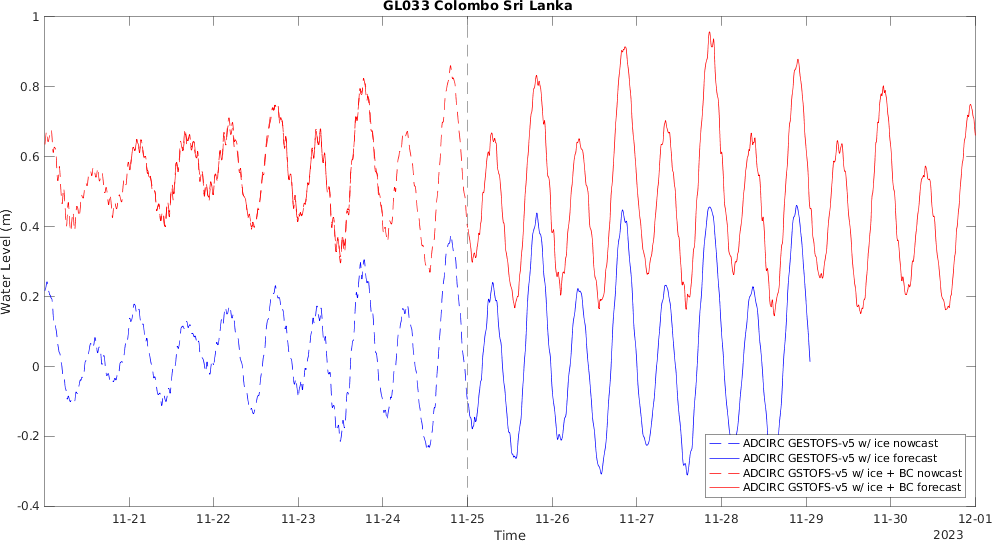 GL033 Colombo Sri Lanka
1
0.8
0.6
0.4
0.2
0
-0.2
-0.4
Water Level (m)
ADCIRC GESTOFS-v5 w/ ice nowcast
ADCIRC GESTOFS-v5 w/ ice forecast
ADCIRC GSTOFS-v5 w/ ice + BC nowcast
ADCIRC GSTOFS-v5 w/ ice + BC forecast
11-21 11-22 11-23 11-24 11-25 11-26 11-27 11-28 11-29 11-30 12-01
Time
2023